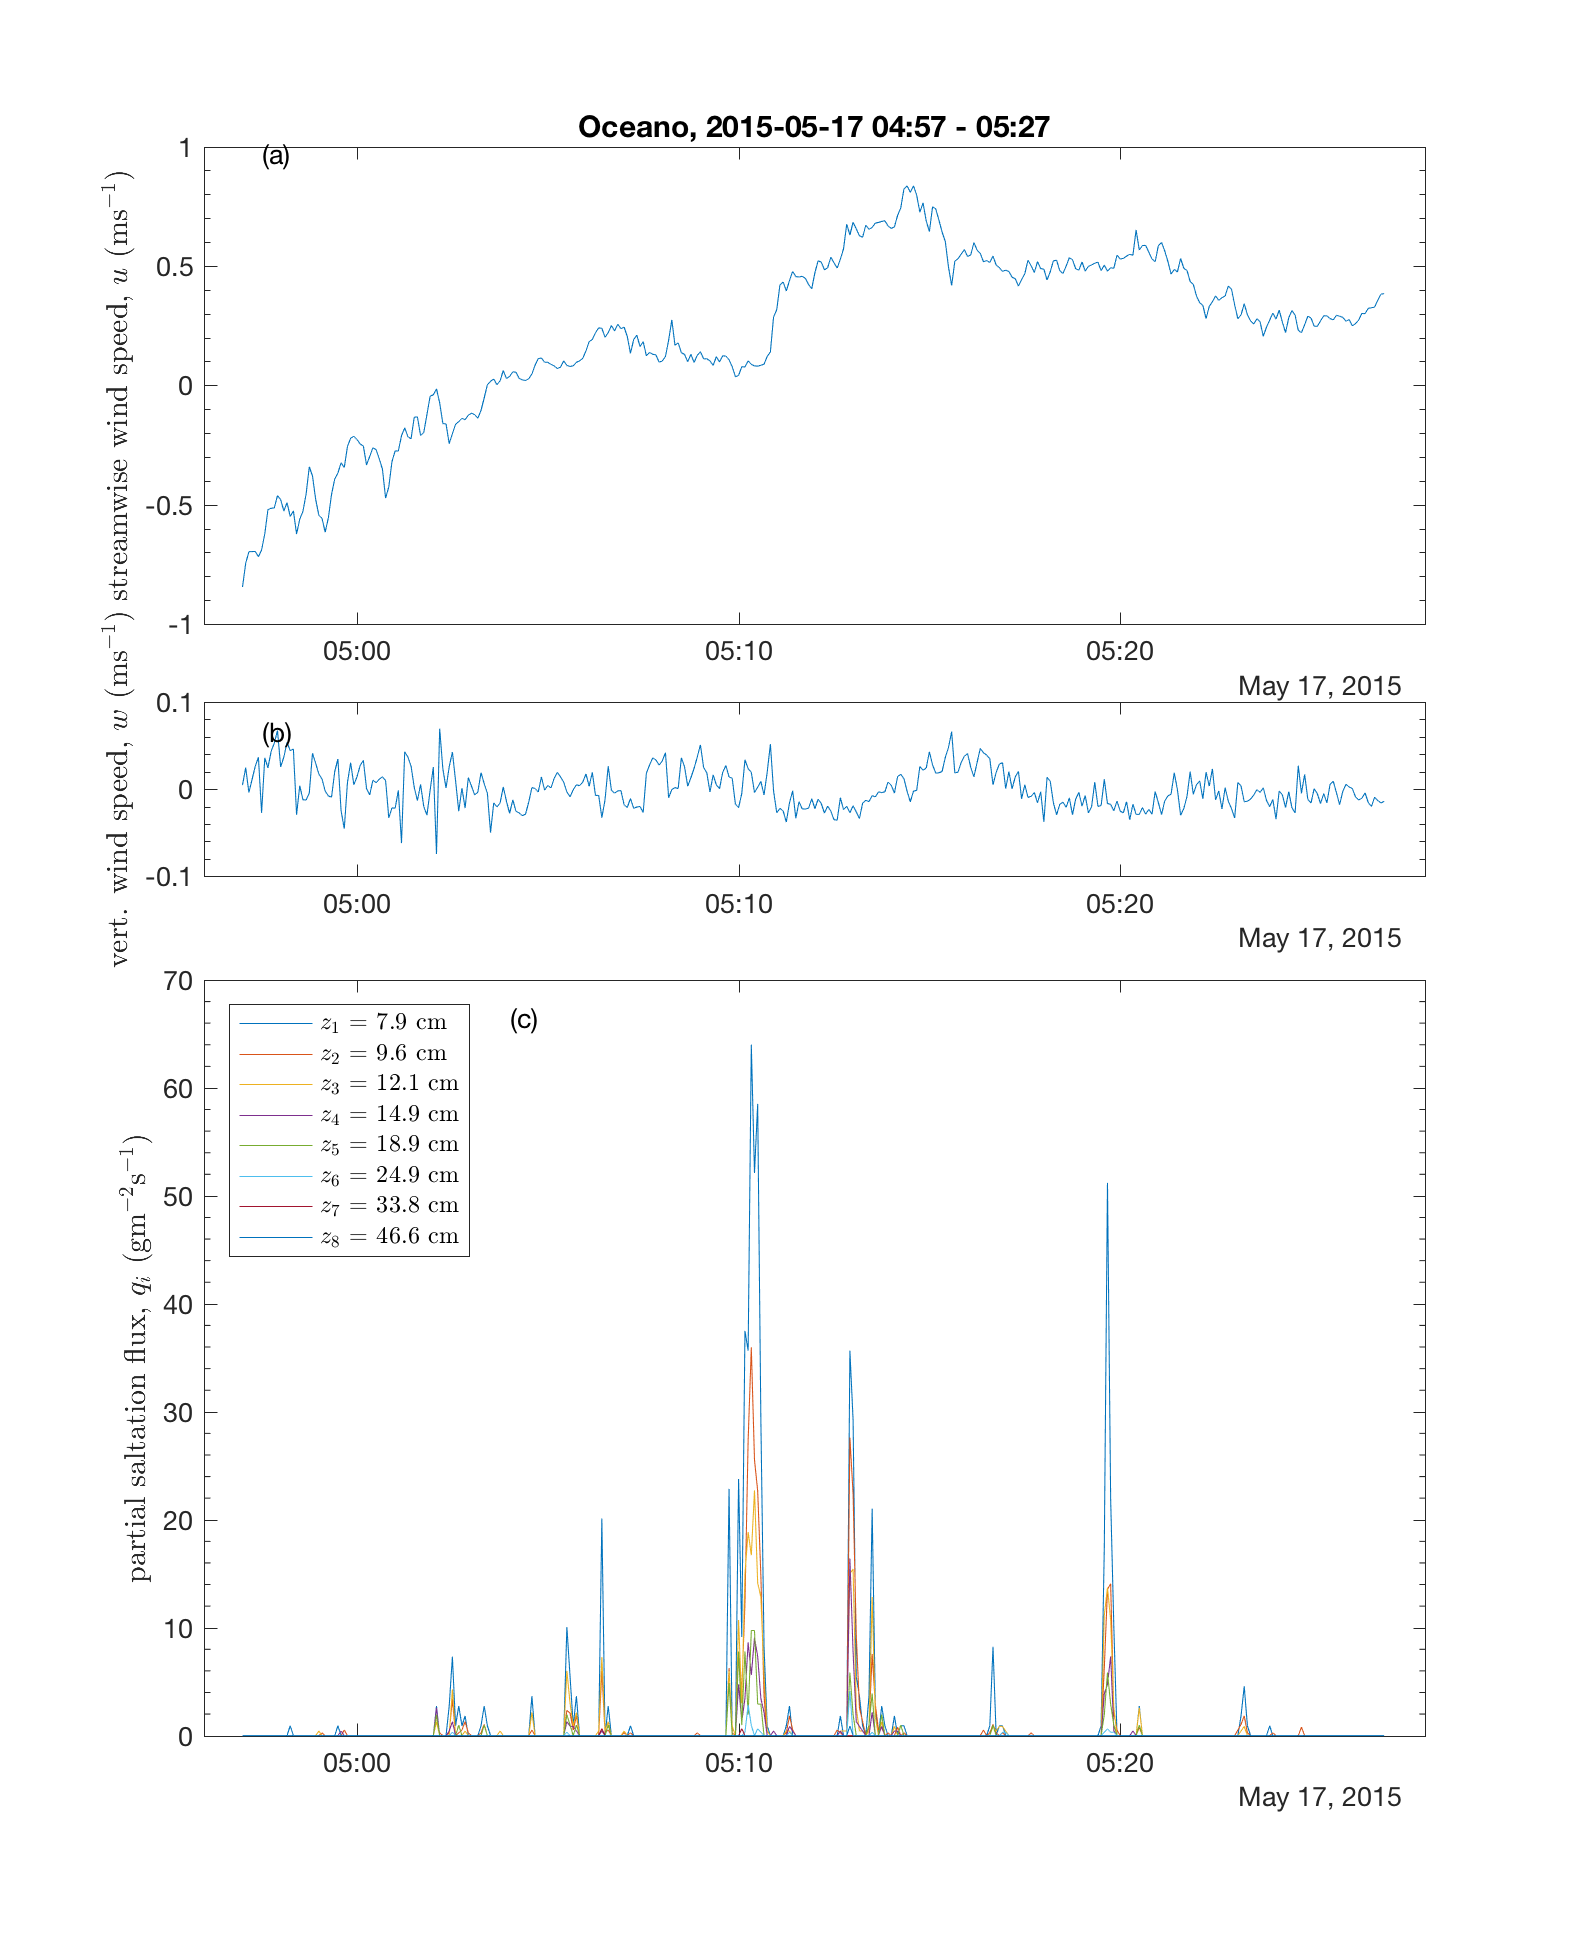 Oceano, 2015-05-17 04:57 - 05:27
(a)
streamwise wind speed, u (ms⁻¹)
1
0.5
0
-0.5
-1
05:00 05:10 05:20
May 17, 2015
(b)
vert. wind speed, w (ms⁻¹)
0.1
0
-0.1
05:00 05:10 05:20
May 17, 2015
(c)
partial saltation flux, qᵢ (gm⁻²s⁻¹)
70
60
50
40
30
20
10
0
z₁ = 7.9 cm
z₂ = 9.6 cm
z₃ = 12.1 cm
z₄ = 14.9 cm
z₅ = 18.9 cm
z₆ = 24.9 cm
z₇ = 33.8 cm
z₈ = 46.6 cm
05:00 05:10 05:20
May 17, 2015